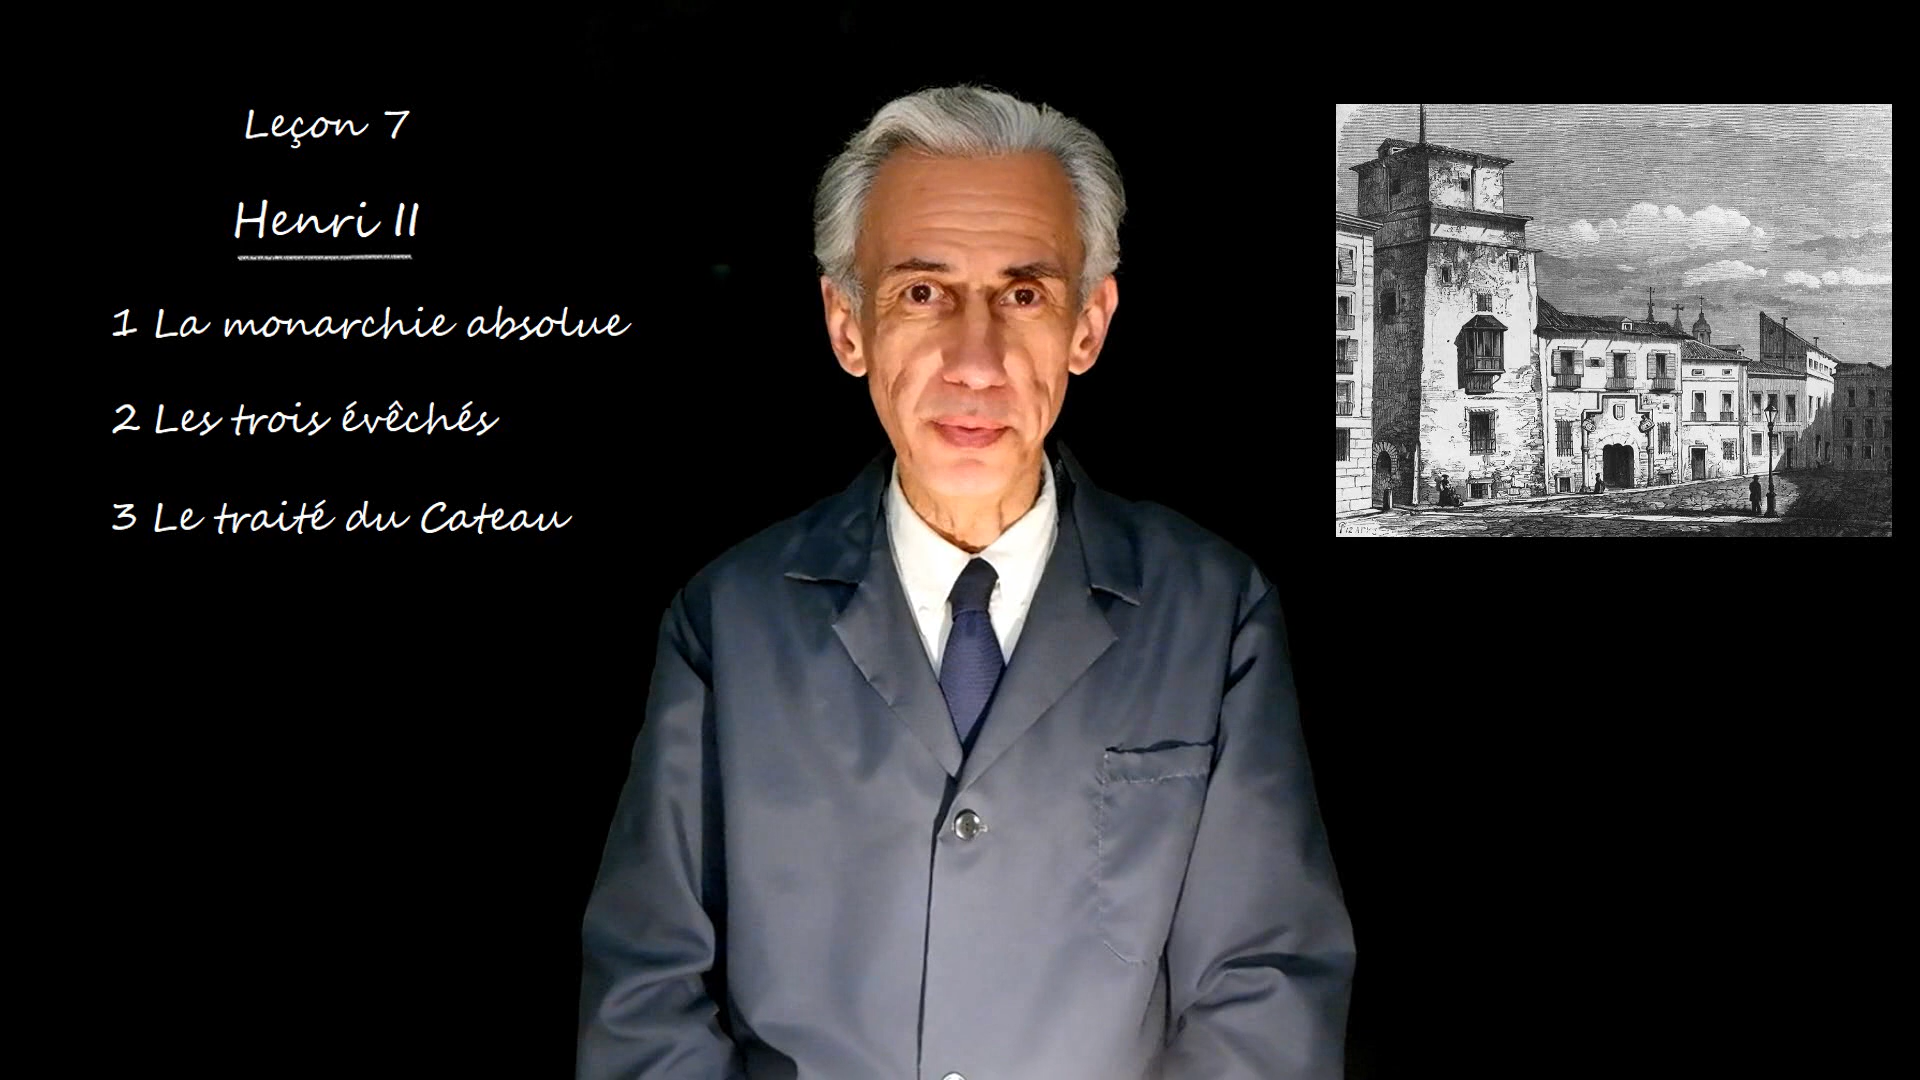 Leçon 7
Henri II
1 La monarchie absolue
2 Les trois évêchés
3 Le traité du Cateau